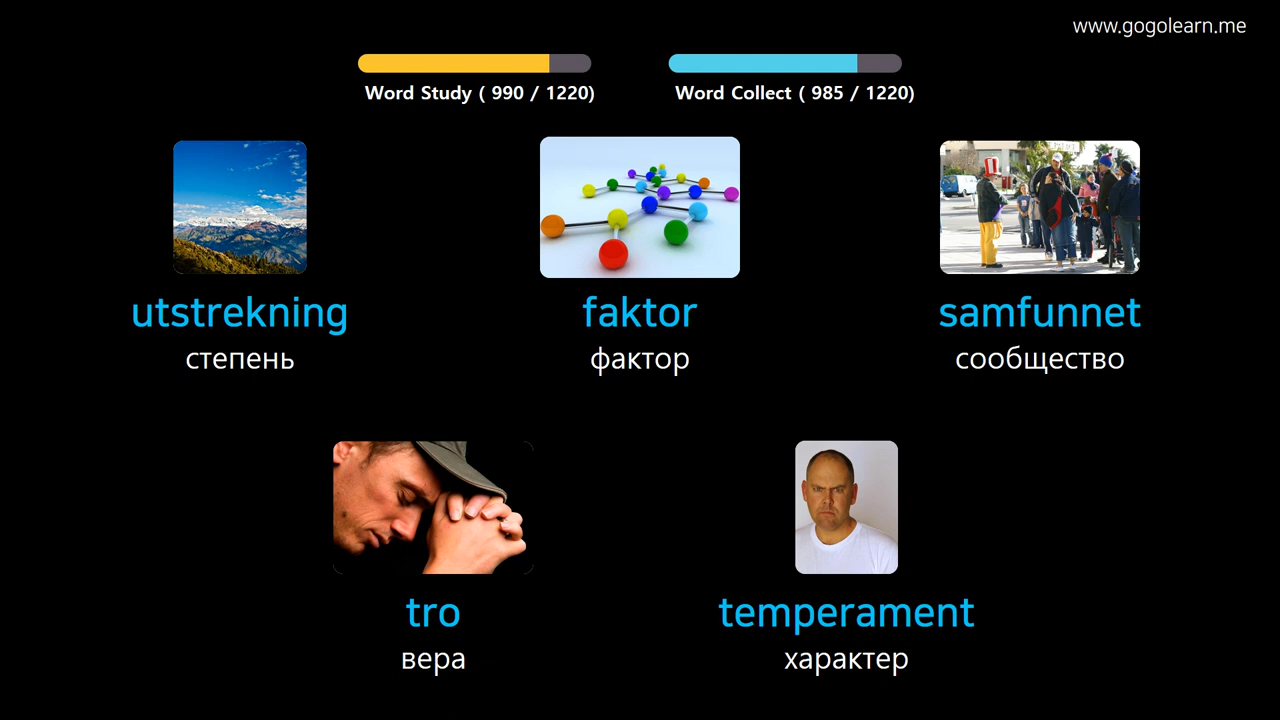 www.gogolearn.me
Word Study ( 990 / 1220)
Word Collect ( 985 / 1220)
utstrekning
степень
faktor
фактор
samfunnet
сообщество
tro
вера
temperament
характер